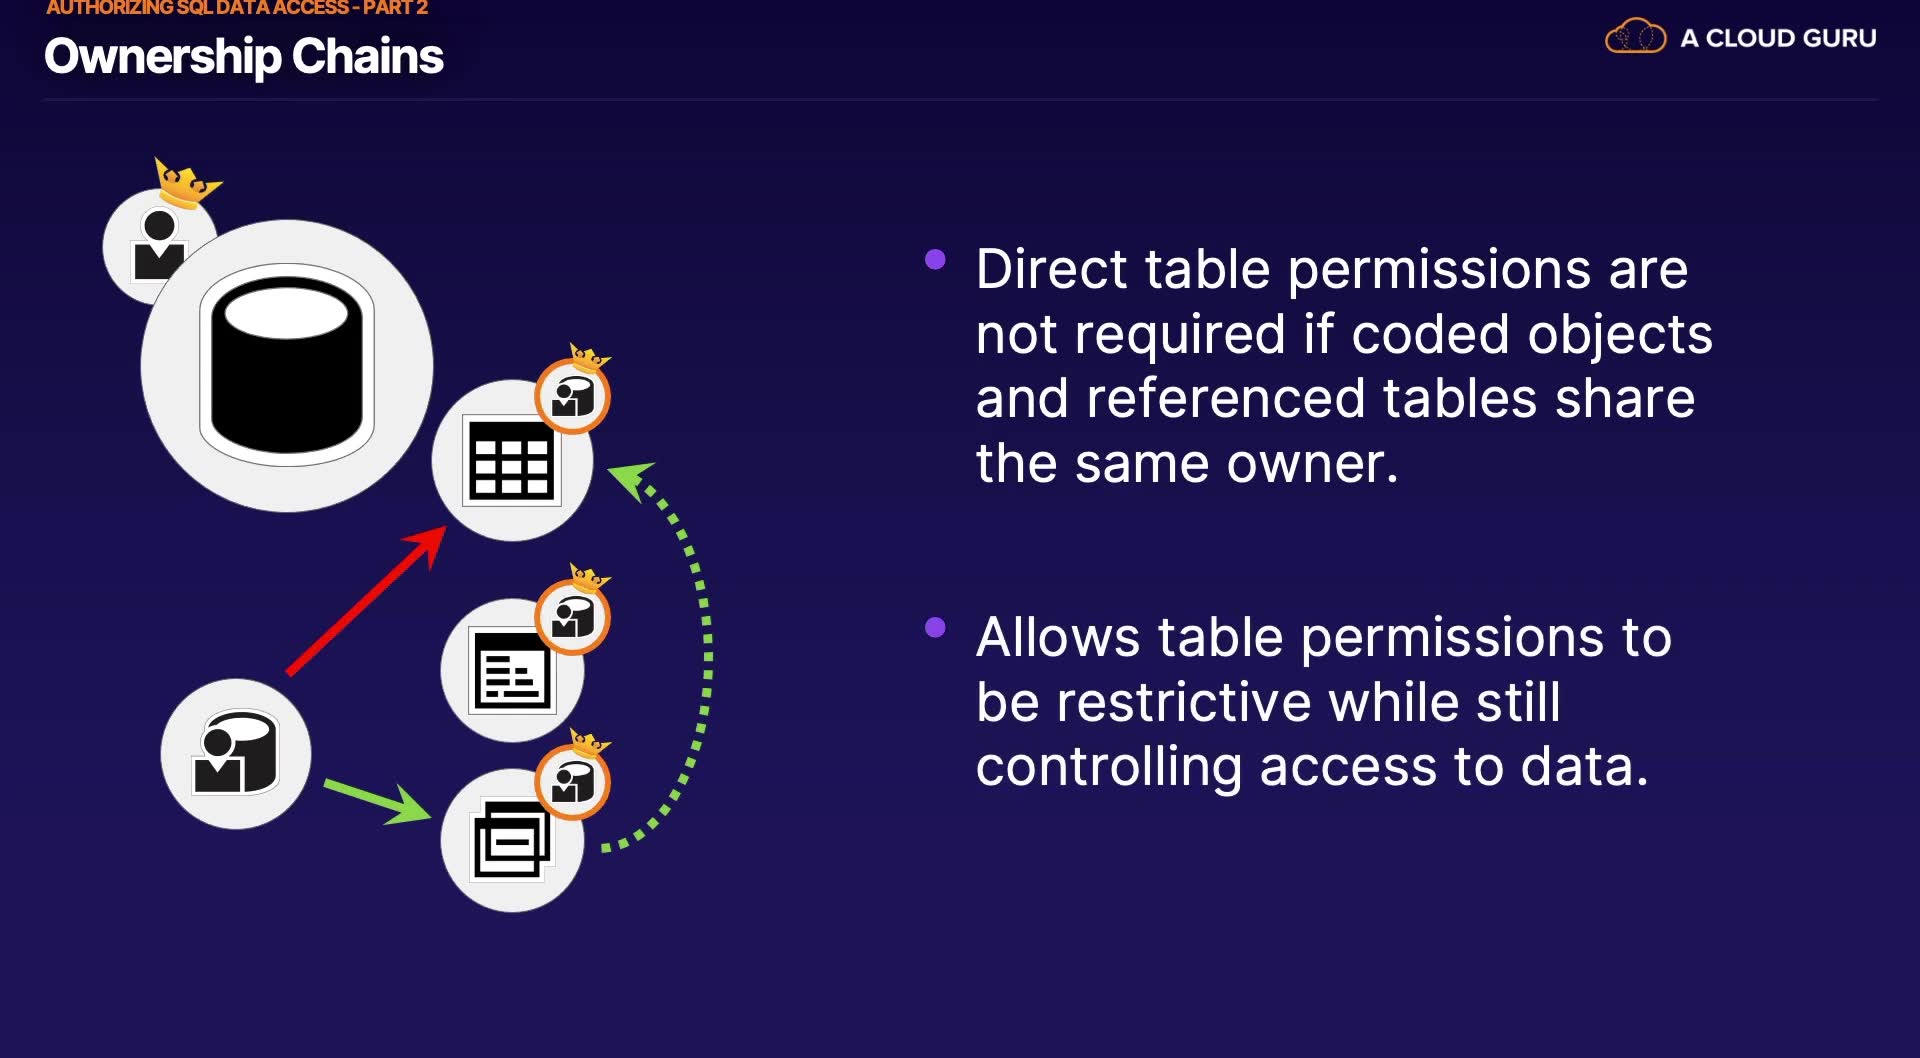 AUTHORIZING SQL DATA ACCESS - PART 2
Ownership Chains
A CLOUD GURU
Direct table permissions are
not required if coded objects
and referenced tables share
the same owner.
Allows table permissions to
be restrictive while still
controlling access to data.